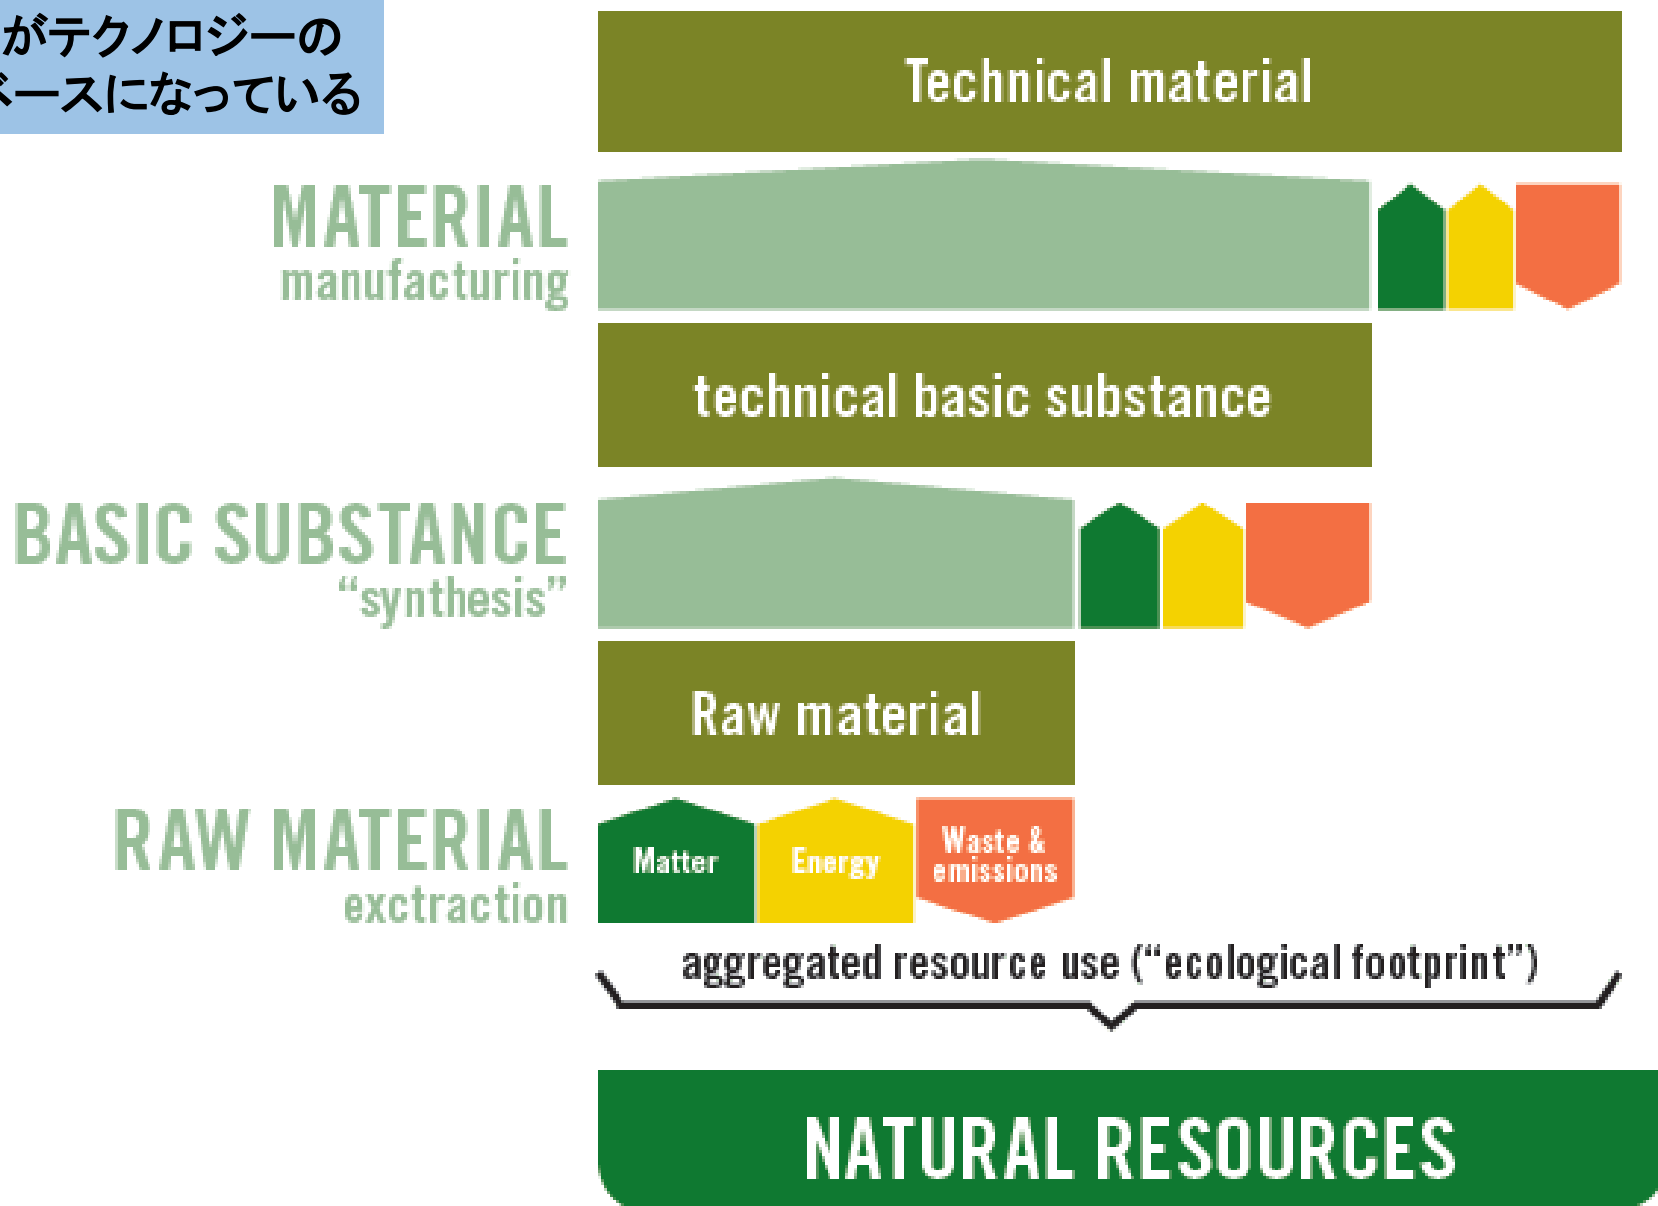 がテクノロジーの
ベースになっている
Technical material
MATERIAL
manufacturing
technical basic substance
BASIC SUBSTANCE
“synthesis”
Raw material
RAW MATERIAL
exctraction
Matter
Energy
Waste &
emissions
aggregated resource use (“ecological footprint”)
NATURAL RESOURCES